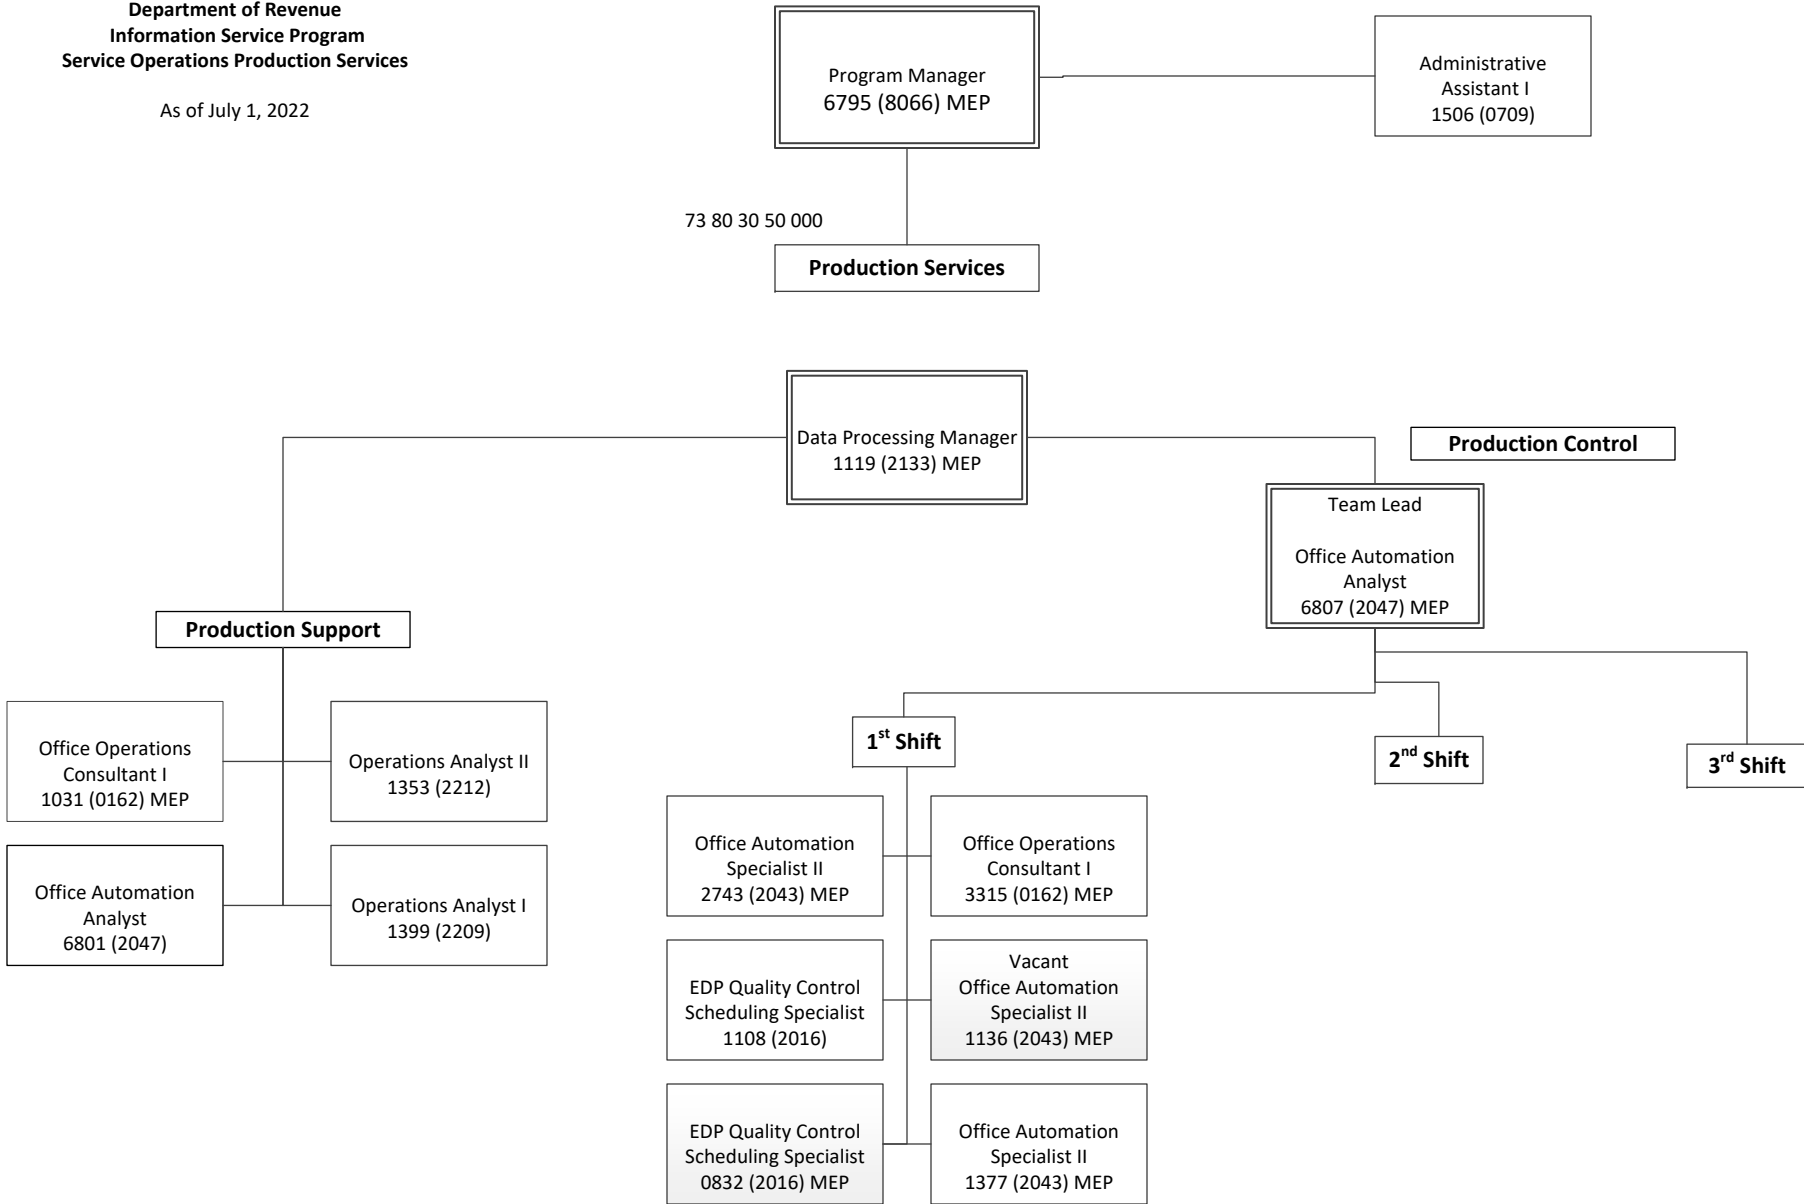 Department of Revenue
Information Service Program
Service Operations Production Services
As of July 1, 2022
Program Manager
6795 (8066) MEP
Administrative
Assistant I
1506 (0709)
73 80 30 50 000
Production Services
Data Processing Manager
1119 (2133) MEP
Production Control
Team Lead
Office Automation
Analyst
6807 (2047) MEP
Production Support
Office Operations
Consultant I
1031 (0162) MEP
Operations Analyst II
1353 (2212)
Office Automation
Analyst
6801 (2047)
Operations Analyst I
1399 (2209)
1st Shift
2nd Shift
3rd Shift
Office Automation
Specialist II
2743 (2043) MEP
Office Operations
Consultant I
3315 (0162) MEP
EDP Quality Control
Scheduling Specialist
1108 (2016)
Vacant
Office Automation
Specialist II
1136 (2043) MEP
EDP Quality Control
Scheduling Specialist
0832 (2016) MEP
Office Automation
Specialist II
1377 (2043) MEP